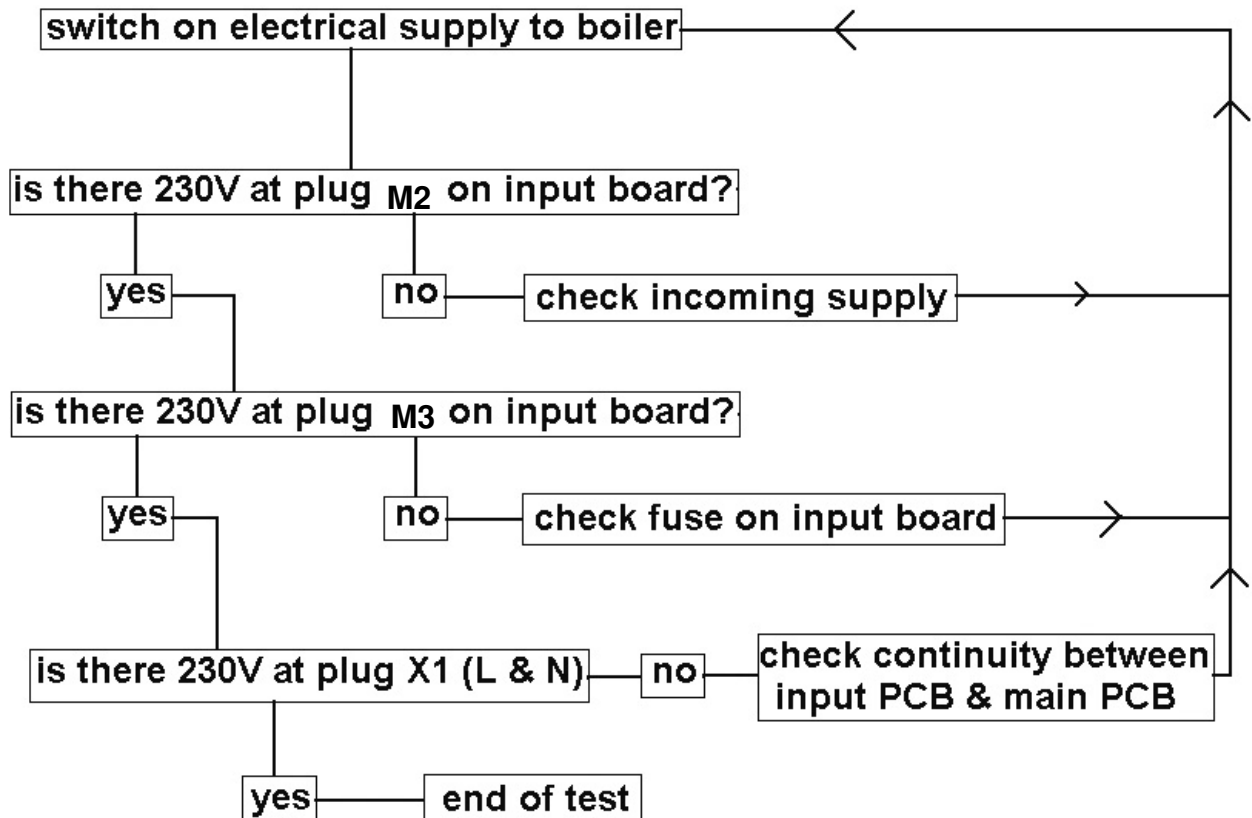 switch on electrical supply to boiler
is there 230V at plug M2 on input board?
yes
no
check incoming supply
is there 230V at plug M3 on input board?
yes
no
check fuse on input board
is there 230V at plug X1 (L & N)
no
check continuity between
input PCB & main PCB
yes
end of test